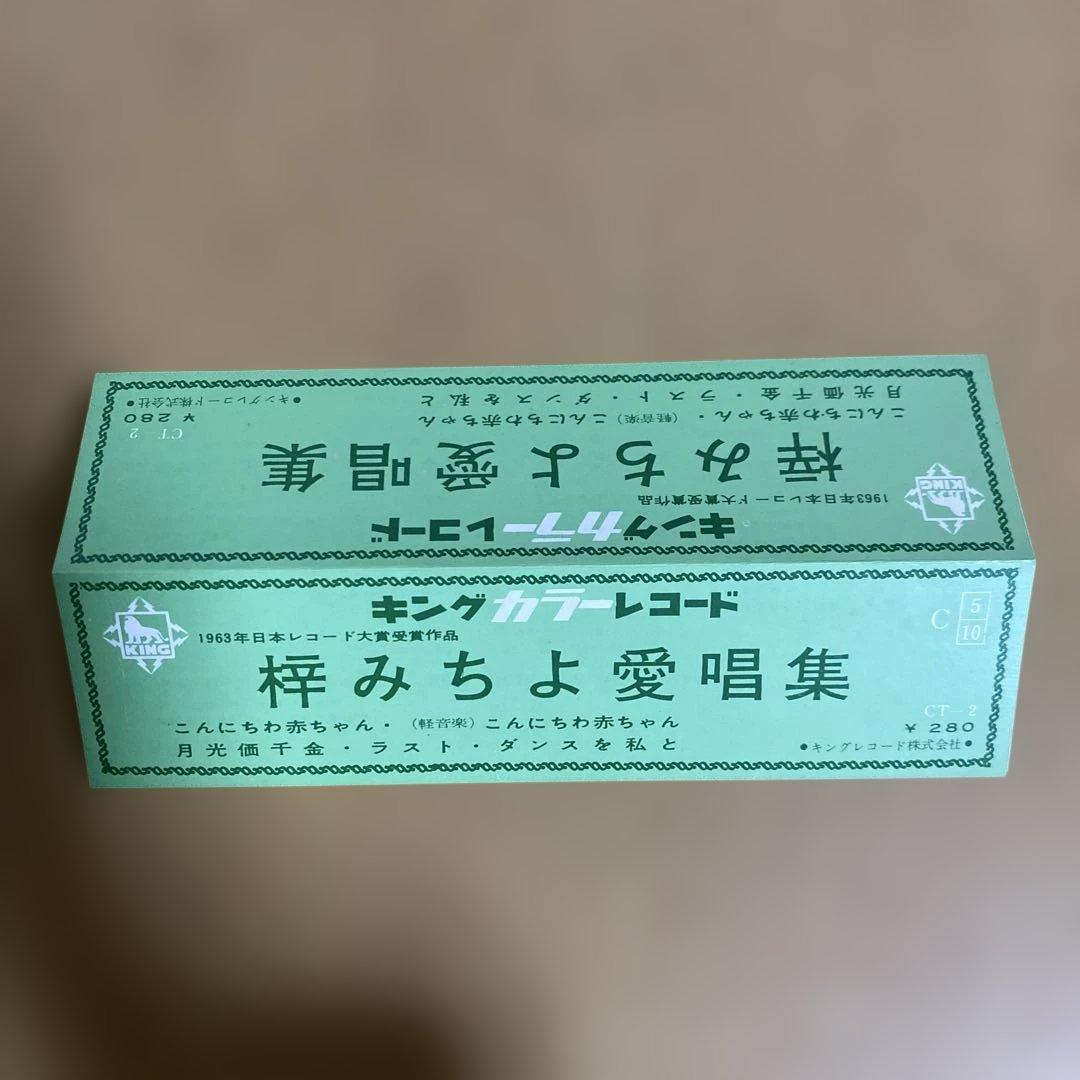 キングレコード株式会社
¥280
CT-2
月光価千金・ラスト・ダンスを私と
こんにちわ赤ちゃん・（軽音楽）こんにちわ赤ちゃん
梓みちよ愛唱集
1963年日本レコード大賞受賞作品
KING
キングカラーレコード
キングカラーレコード
C 5/10
KING
1963年日本レコード大賞受賞作品
梓みちよ愛唱集
こんにちわ赤ちゃん・（軽音楽）こんにちわ赤ちゃん
月光価千金・ラスト・ダンスを私と
CT-2
¥280
●キングレコード株式会社●